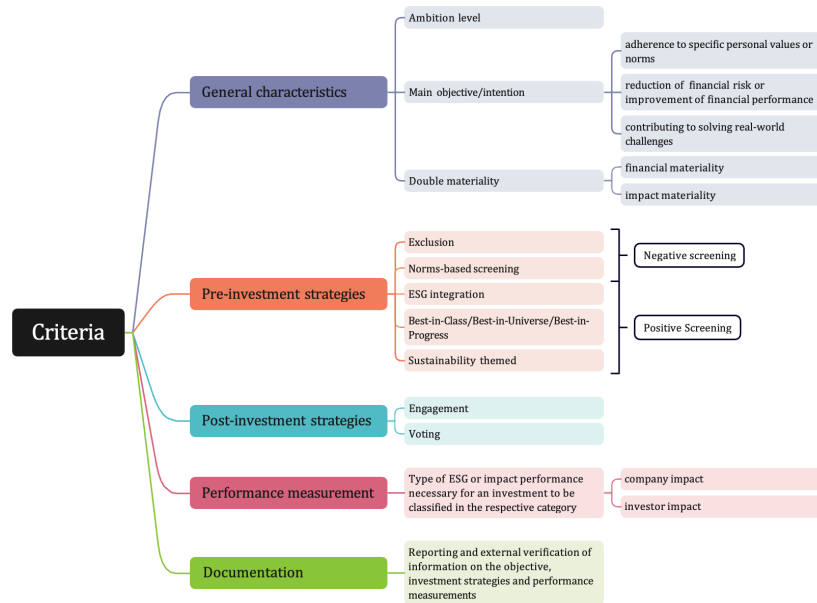 Criteria
General characteristics
Ambition level
Main objective/intention
adherence to specific personal values or
norms
reduction of financial risk or
improvement of financial performance
contributing to solving real-world
challenges
Double materiality
financial materiality
impact materiality
Pre-investment strategies
Exclusion
Norms-based screening
ESG integration
Best-in-Class/Best-in-Universe/Best-in-
Progress
Sustainability themed
Negative screening
Positive Screening
Post-investment strategies
Engagement
Voting
Performance measurement
Type of ESG or impact performance
necessary for an investment to be
classified in the respective category
company impact
investor impact
Documentation
Reporting and external verification of
information on the objective,
investment strategies and performance
measurements